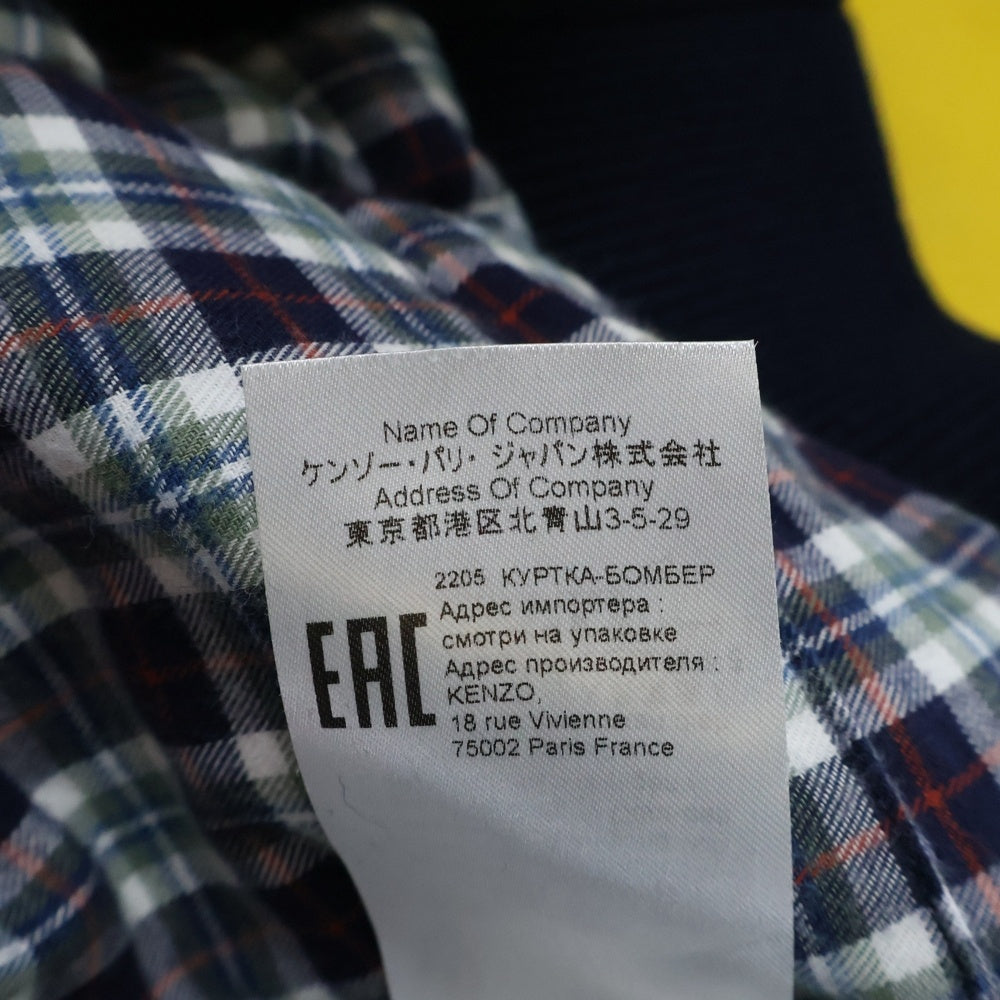 Name Of Company
ケンゾー・パリ・ジャパン株式会社
Address Of Company
東京都港区北青山3-5-29
2205 КУРТКА-БОМБЕР
EAC
Адрес импортера :
смотри на упаковке
Адрес производителя :
KENZO,
18 rue Vivienne
75002 Paris France